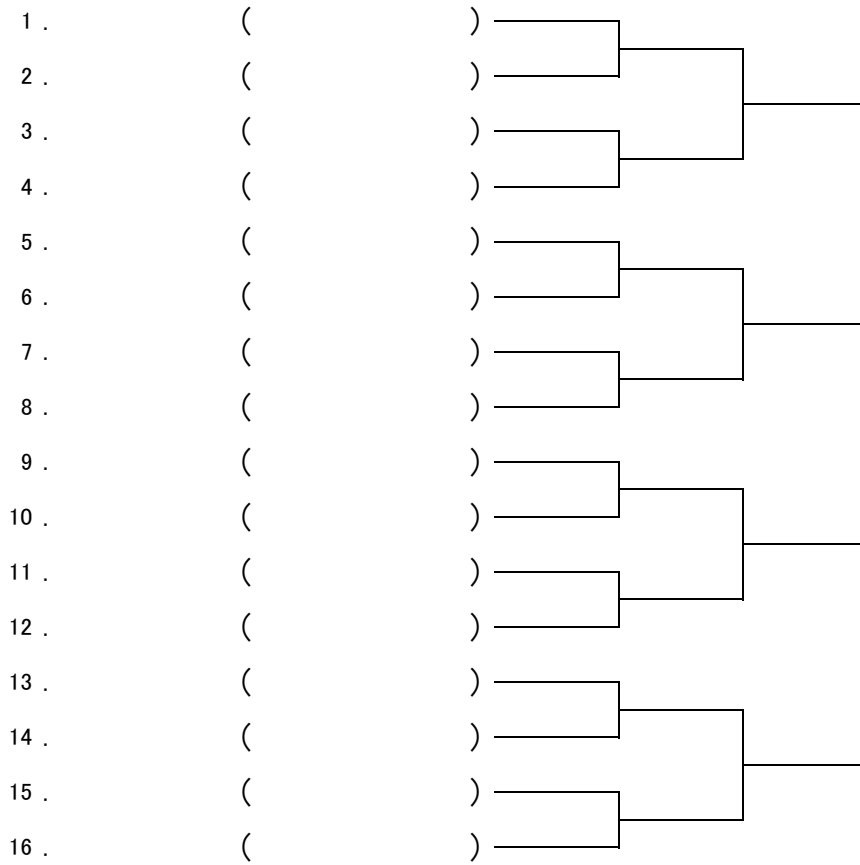 1 . ( )
2 . ( )
3 . ( )
4 . ( )
5 . ( )
6 . ( )
7 . ( )
8 . ( )
9 . ( )
10 . ( )
11 . ( )
12 . ( )
13 . ( )
14 . ( )
15 . ( )
16 . ( )